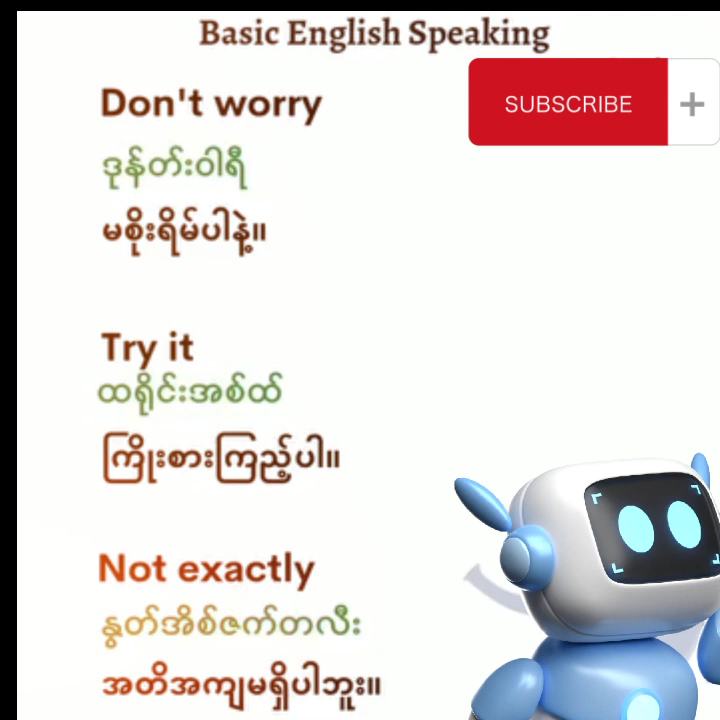 Basic English Speaking
Don't worry
SUBSCRIBE +
ဒုန်တ်းဝါရီ
မစိုးရိမ်ပါနဲ့။
Try it
ထရိုင်းအစ်ထ်
ကြိုးစားကြည့်ပါ။
Not exactly
နွတ်အိစ်ဇက်တလီး
အတိအကျမရှိပါဘူး။